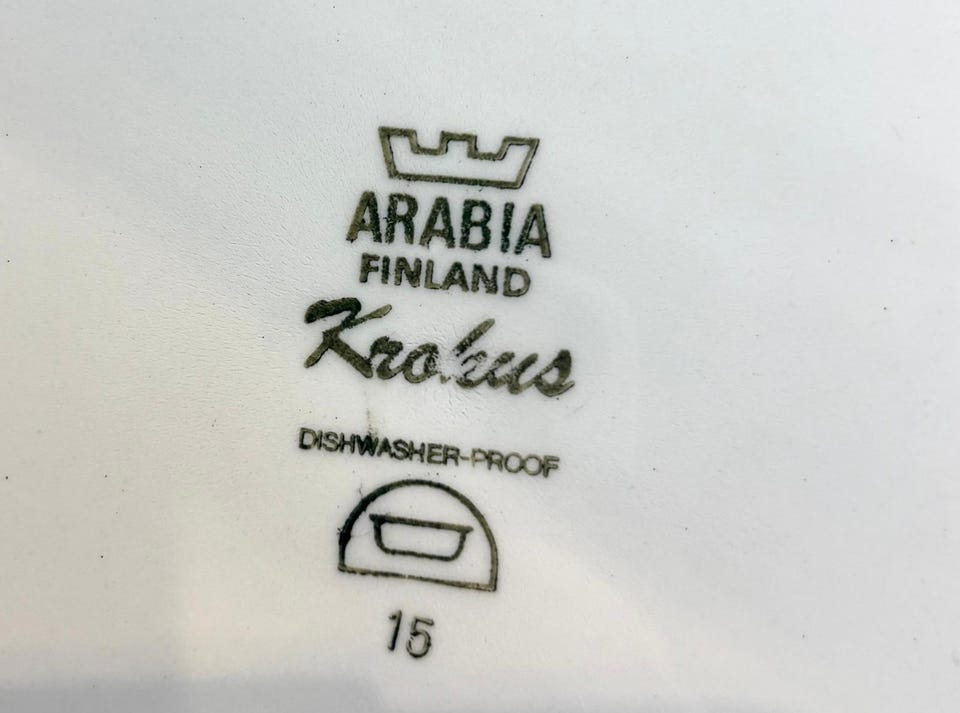 ARABIA
FINLAND
Krokus
DISHWASHER-PROOF
15